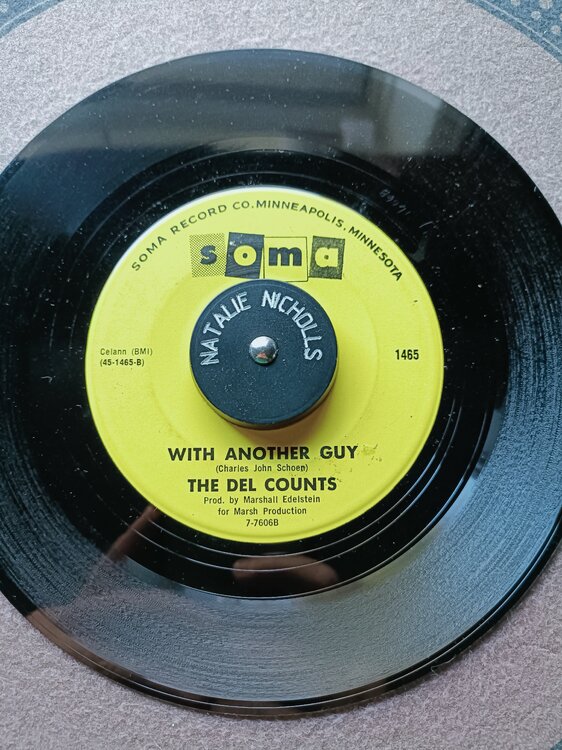 SOMA RECORD CO. MINNEAPOLIS, MINNESOTA
soma
NATALIE NICHOLLS
Celann (BMI)
(45-1465-B)
1465
WITH ANOTHER GUY
(Charles John Schoen)
THE DEL COUNTS
Prod. by Marshall Edelstein
for Marsh Production
7-7606B